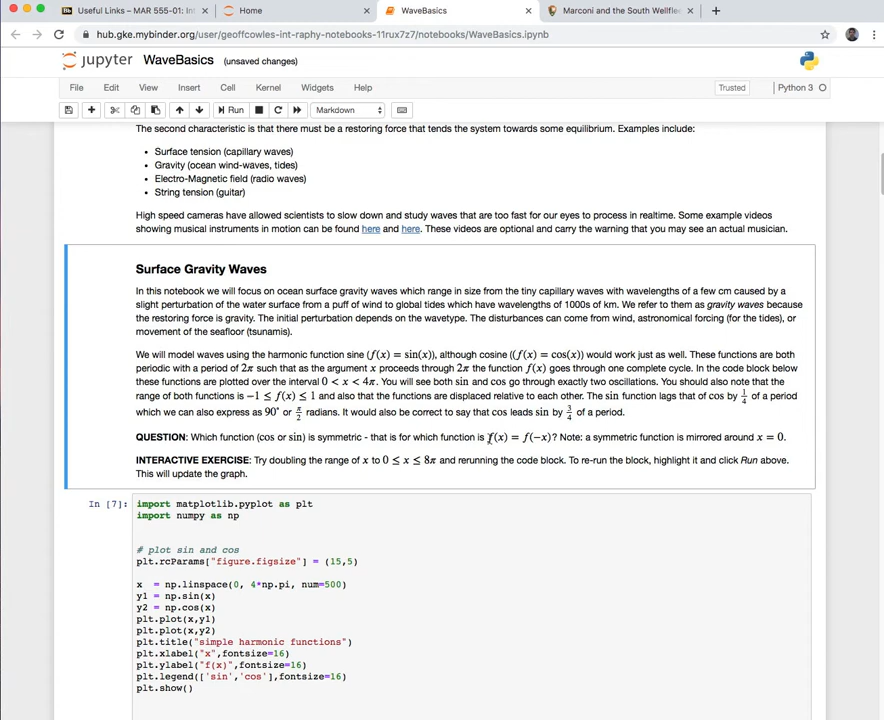 Useful Links – MAR 555-01: Int
Home
WaveBasics
Marconi and the South Wellflee
hub.gke.mybinder.org/user/geoffcowles-int-raphy-notebooks-11rux7z7/notebooks/WaveBasics.ipynb
jupyter WaveBasics (unsaved changes)
File Edit View Insert Cell Kernel Widgets Help Trusted Python 3
Run Markdown
The second characteristic is that there must be a restoring force that tends the system towards some equilibrium. Examples include:
• Surface tension (capillary waves)
• Gravity (ocean wind-waves, tides)
• Electro-Magnetic field (radio waves)
• String tension (guitar)
High speed cameras have allowed scientists to slow down and study waves that are too fast for our eyes to process in realtime. Some example videos
showing musical instruments in motion can be found here and here. These videos are optional and carry the warning that you may see an actual musician.
Surface Gravity Waves
In this notebook we will focus on ocean surface gravity waves which range in size from the tiny capillary waves with wavelengths of a few cm caused by a
slight perturbation of the water surface from a puff of wind to global tides which have wavelengths of 1000s of km. We refer to them as gravity waves because
the restoring force is gravity. The initial perturbation depends on the wavetype. The disturbances can come from wind, astronomical forcing (for the tides), or
movement of the seafloor (tsunamis).
We will model waves using the harmonic function sine (f(x) = sin(x)), although cosine ((f(x) = cos(x)) would work just as well. These functions are both
periodic with a period of 2π such that as the argument x proceeds through 2π the function f(x) goes through one complete cycle. In the code block below
these functions are plotted over the interval 0 < x < 4π. You will see both sin and cos go through exactly two oscillations. You should also note that the
range of both functions is −1 ≤ f(x) ≤ 1 and also that the functions are displaced relative to each other. The sin function lags that of cos by 1/4 of a period
which we can also express as 90° or π/2 radians. It would also be correct to say that cos leads sin by 3/4 of a period.
QUESTION: Which function (cos or sin) is symmetric - that is for which function is f(x) = f(−x)? Note: a symmetric function is mirrored around x = 0.
INTERACTIVE EXERCISE: Try doubling the range of x to 0 ≤ x ≤ 8π and rerunning the code block. To re-run the block, highlight it and click Run above.
This will update the graph.
In [7]: import matplotlib.pyplot as plt
import numpy as np
# plot sin and cos
plt.rcParams["figure.figsize"] = (15,5)
x = np.linspace(0, 4*np.pi, num=500)
y1 = np.sin(x)
y2 = np.cos(x)
plt.plot(x,y1)
plt.plot(x,y2)
plt.title("simple harmonic functions")
plt.xlabel("x",fontsize=16)
plt.ylabel("f(x)",fontsize=16)
plt.legend(['sin','cos'],fontsize=16)
plt.show()